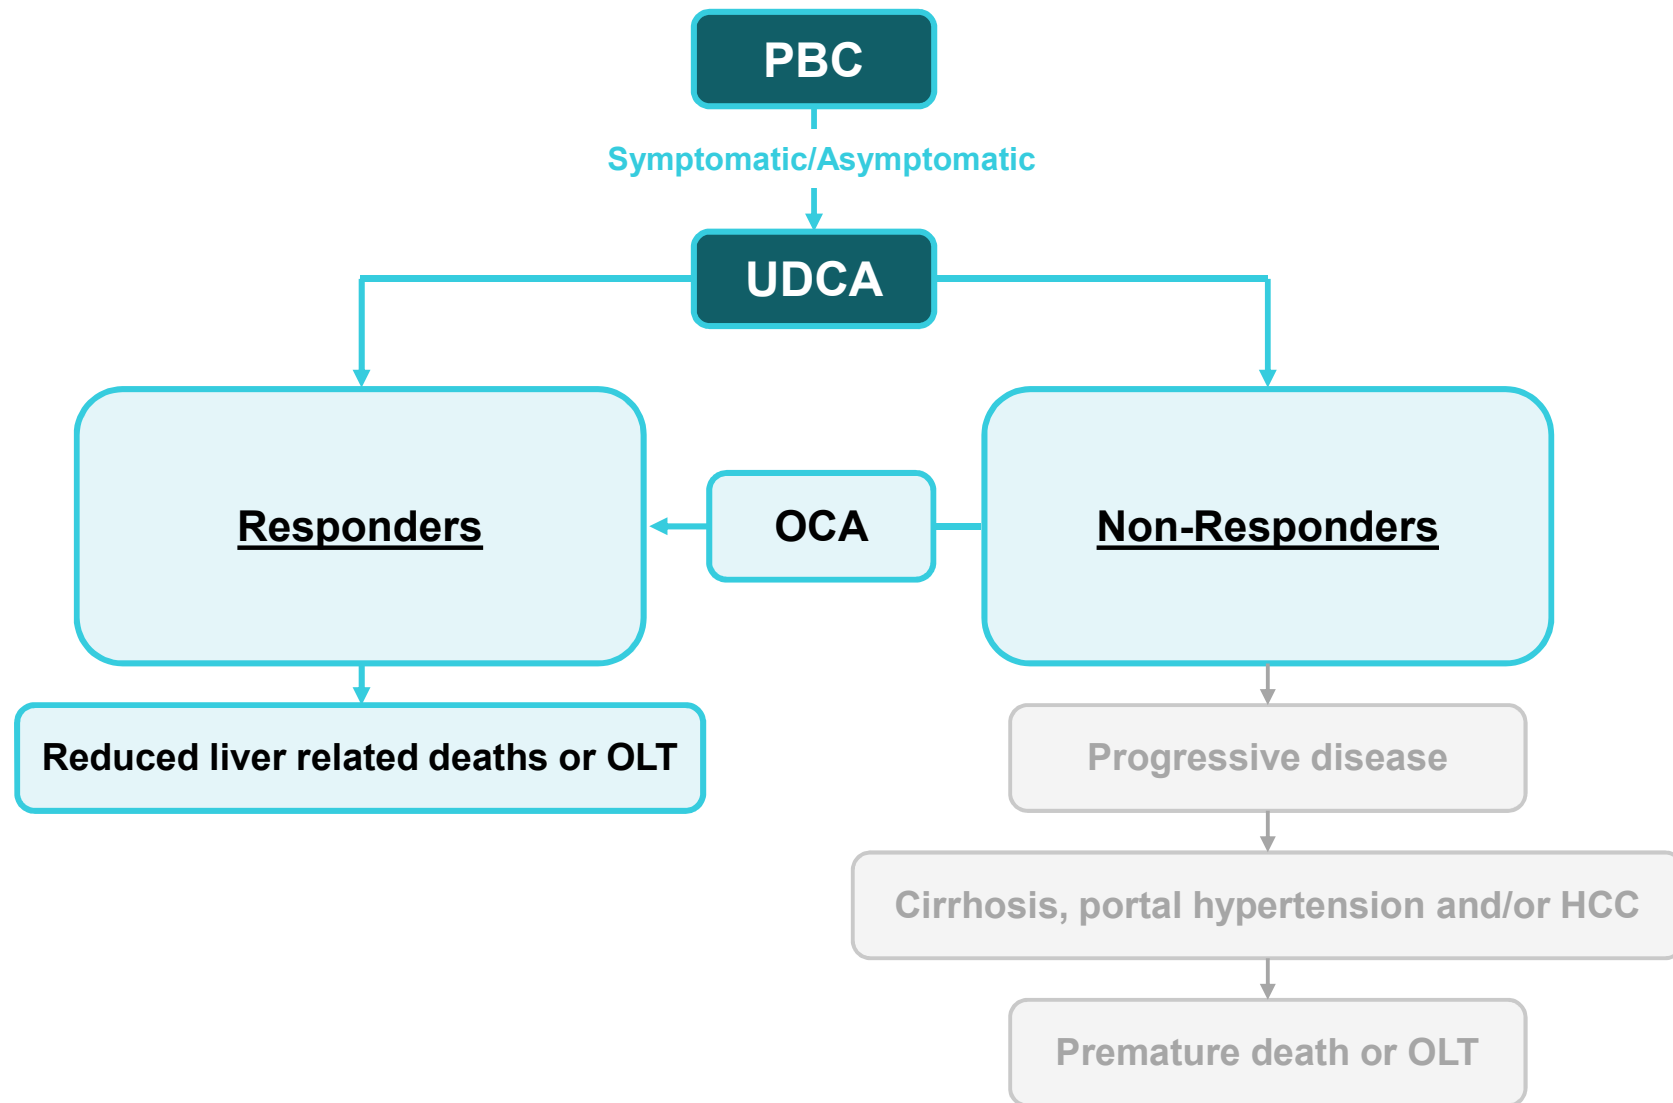 PBC
Symptomatic/Asymptomatic
UDCA
Responders
OCA
Non-Responders
Reduced liver related deaths or OLT
Progressive disease
Cirrhosis, portal hypertension and/or HCC
Premature death or OLT